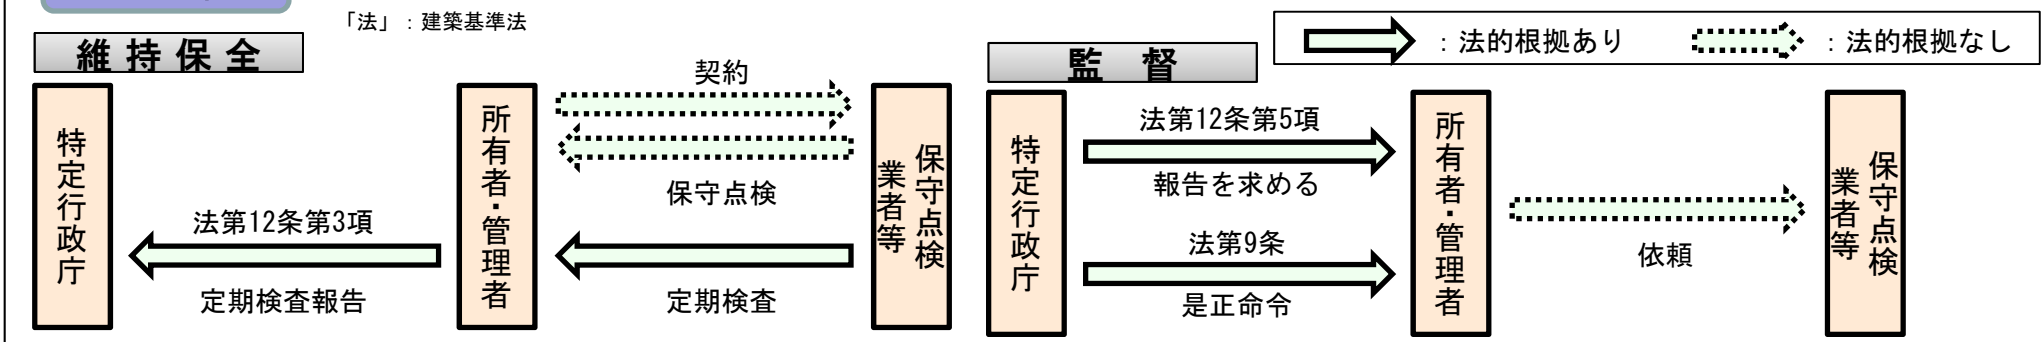 「法」：建築基準法
維持保全
特定行政庁
法第12条第3項
定期検査報告
所有者・管理者
契約
保守点検
定期検査
保守点検
業者等
監督
：法的根拠あり
：法的根拠なし
特定行政庁
法第12条第5項
報告を求める
法第9条
是正命令
所有者・管理者
依頼
保守点検
業者等